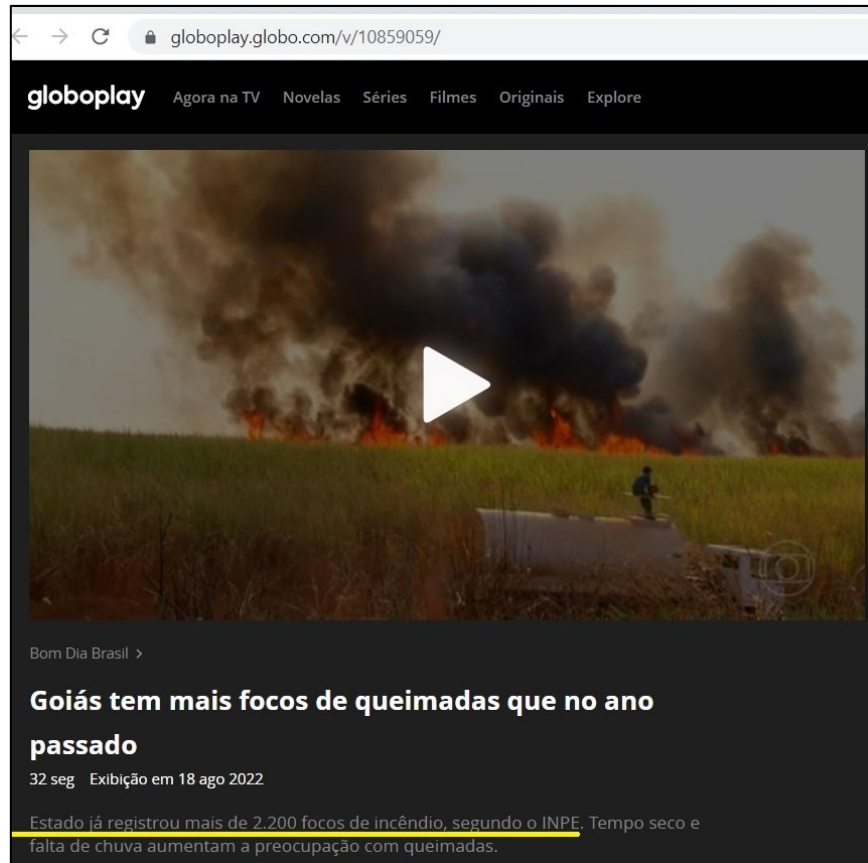 globoplay.globo.com/v/10859059/
globoplay Agora na TV Novelas Séries Filmes Originais Explore
Bom Dia Brasil >
Goiás tem mais focos de queimadas que no ano
passado
32 seg Exibição em 18 ago 2022
Estado já registrou mais de 2.200 focos de incêndio, segundo o INPE. Tempo seco e
falta de chuva aumentam a preocupação com queimadas.